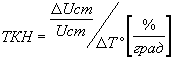 ТКН = ΔUст / Uст / ΔT° [ % / град ]